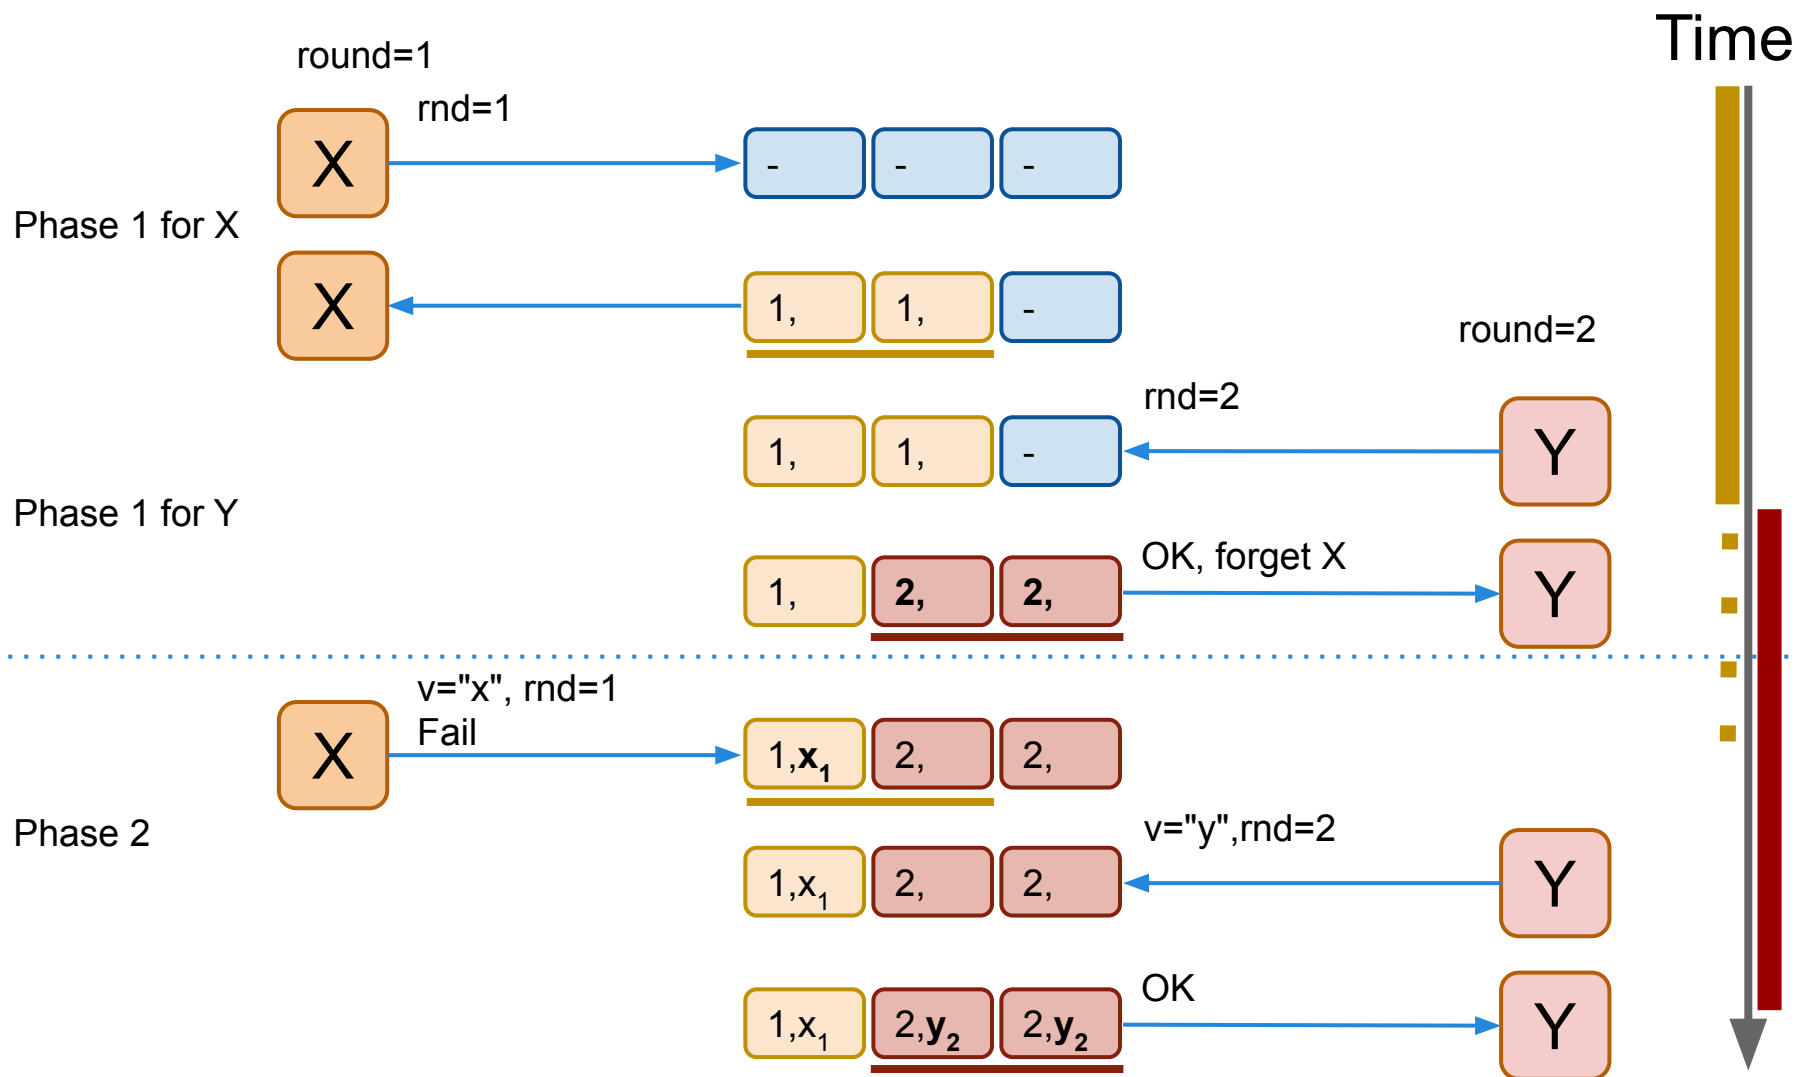 Time
round=1
rnd=1
X
- - -
Phase 1 for X
X
1, 1, -
round=2
rnd=2
1, 1, -
Y
Phase 1 for Y
OK, forget X
1, 2, 2,
Y
v="x", rnd=1
Fail
X
1,x₁ 2, 2,
Phase 2
v="y",rnd=2
1,x₁ 2, 2,
Y
OK
1,x₁ 2,y₂ 2,y₂
Y